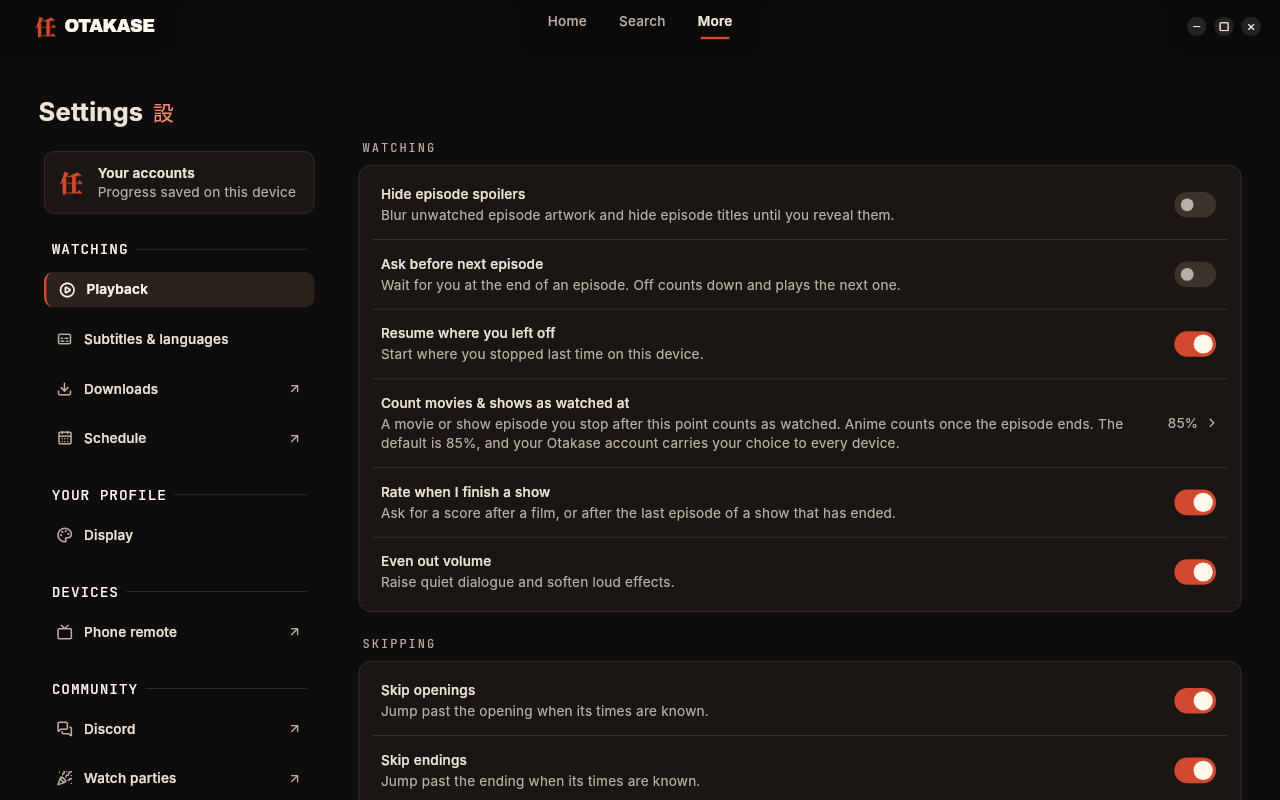 任 OTAKASE
Home
Search
More
Settings 設
任
Your accounts
Progress saved on this device
WATCHING
Playback
Subtitles & languages
Downloads
Schedule
YOUR PROFILE
Display
DEVICES
Phone remote
COMMUNITY
Discord
Watch parties
WATCHING
Hide episode spoilers
Blur unwatched episode artwork and hide episode titles until you reveal them.
Ask before next episode
Wait for you at the end of an episode. Off counts down and plays the next one.
Resume where you left off
Start where you stopped last time on this device.
Count movies & shows as watched at
A movie or show episode you stop after this point counts as watched. Anime counts once the episode ends. The
default is 85%, and your Otakase account carries your choice to every device.
85%
Rate when I finish a show
Ask for a score after a film, or after the last episode of a show that has ended.
Even out volume
Raise quiet dialogue and soften loud effects.
SKIPPING
Skip openings
Jump past the opening when its times are known.
Skip endings
Jump past the ending when its times are known.